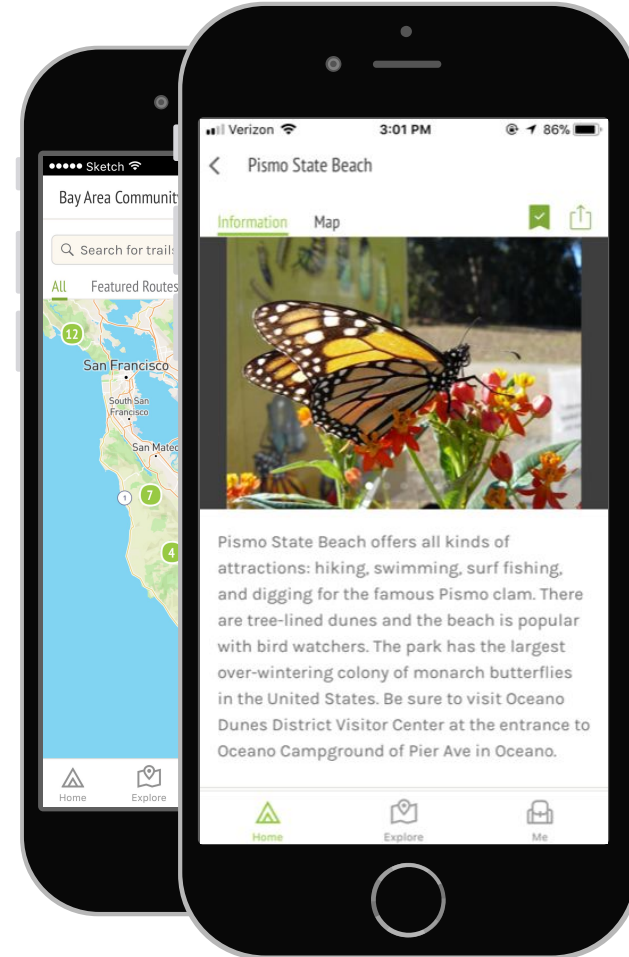 Verizon 3:01 PM 86%
Pismo State Beach
Information Map
Pismo State Beach offers all kinds of
attractions: hiking, swimming, surf fishing,
and digging for the famous Pismo clam. There
are tree-lined dunes and the beach is popular
with bird watchers. The park has the largest
over-wintering colony of monarch butterflies
in the United States. Be sure to visit Oceano
Dunes District Visitor Center at the entrance to
Oceano Campground of Pier Ave in Oceano.
Home Explore Me
Sketch
Bay Area
Search for trails
All Featured Routes
12
San Francisco
South San
Francisco
San
1 7
4
Home Explore